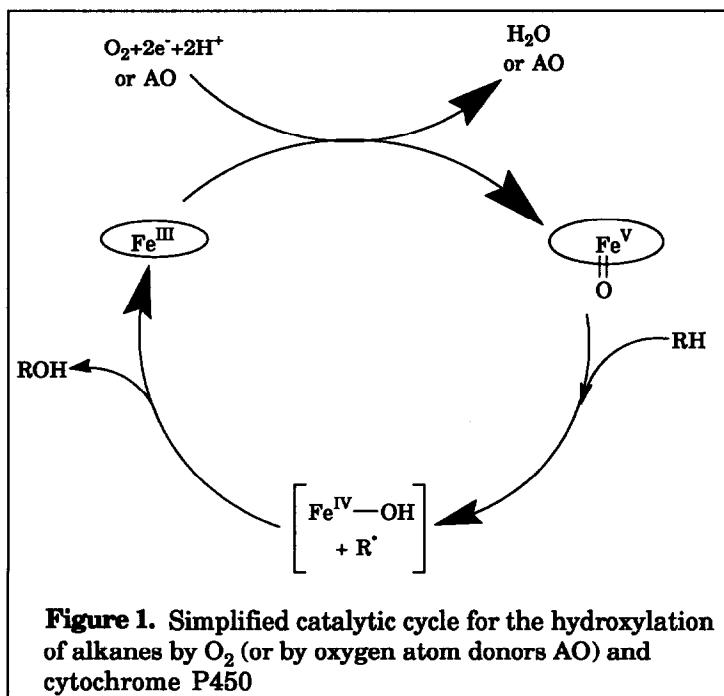 O₂+2e⁻+2H⁺
or AO
H₂O
or AO
Feᴵᴵᴵ
Feⱽ
O
RH
ROH
Feᴵⱽ—OH
+ R•
Figure 1. Simplified catalytic cycle for the hydroxylation
of alkanes by O₂ (or by oxygen atom donors AO) and
cytochrome P450